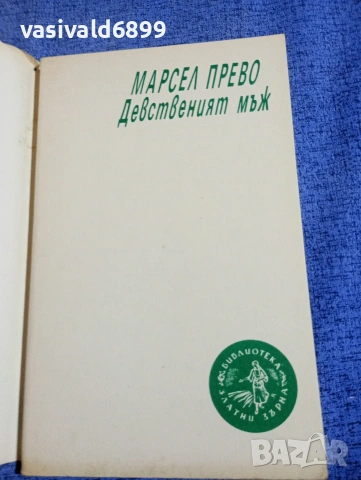 vasivald6899
МАРСЕЛ ПРЕВО
Девственият мъж
БИБЛИОТЕКА
ЗЛАТНИ ЗЪРНА
BAZAR